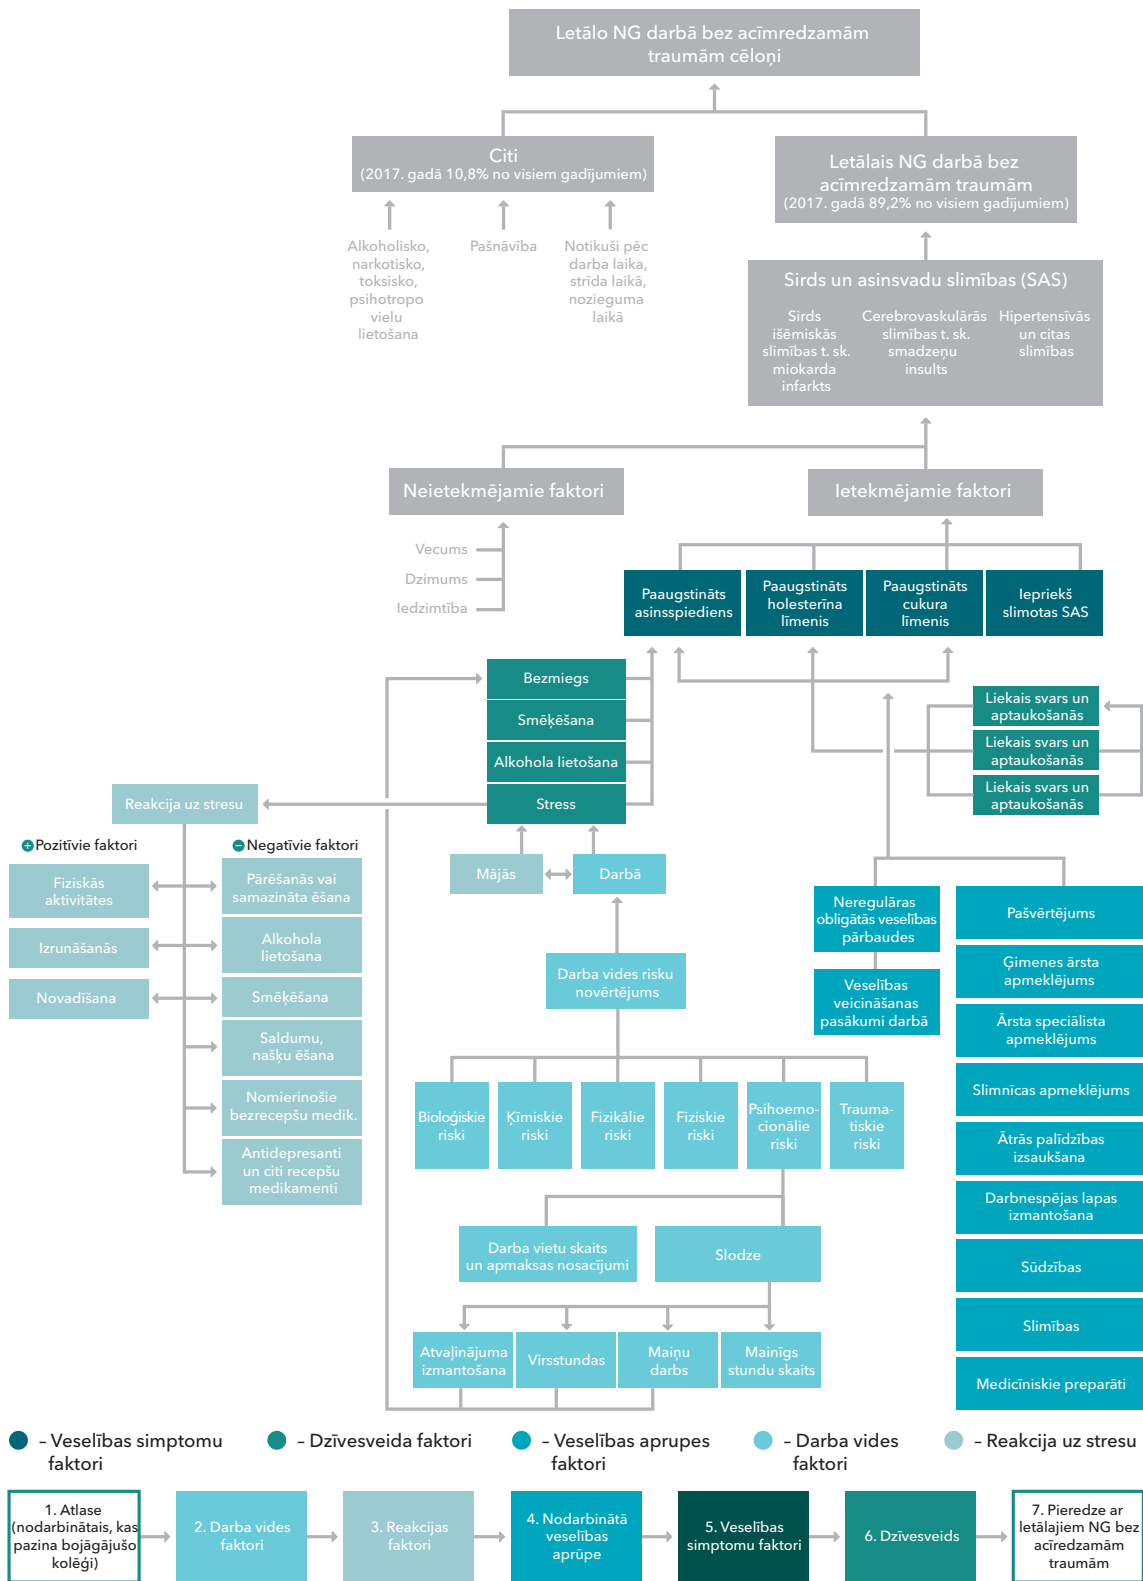 Letālo NG darbā bez acīmredzamām
traumām cēloņi
Citi
(2017. gadā 10,8% no visiem gadījumiem)
Letālais NG darbā bez
acīmredzamām traumām
(2017. gadā 89,2% no visiem gadījumiem)
Alkoholisko,
narkotisko,
toksisko,
psihotropo
vielu
lietošana
Pašnāvība
Notikuši pēc
darba laika,
strīda laikā,
nozieguma
laikā
Sirds un asinsvadu slimības (SAS)
Sirds
išēmiskās
slimības t. sk.
miokarda
infarkts
Cerebrovaskulārās
slimības t. sk.
smadzeņu
insults
Hipertensīvās
un citas
slimības
Neietekmējamie faktori
Ietekmējamie faktori
Vecums
Dzimums
Iedzimtība
Paaugstināts
asinsspiediens
Paaugstināts
holesterīna
līmenis
Paaugstināts
cukura
līmenis
Iepriekš
slimotas SAS
Bezmiegs
Smēķēšana
Alkohola lietošana
Stress
Liekais svars un
aptaukošanās
Liekais svars un
aptaukošanās
Liekais svars un
aptaukošanās
Reakcija uz stresu
+ Pozitīvie faktori
– Negatīvie faktori
Fiziskās
aktivitātes
Izrunāšanās
Novadīšana
Pārēšanās vai
samazināta ēšana
Alkohola
lietošana
Smēķēšana
Saldumu,
našķu ēšana
Nomierinošie
bezrecepšu medik.
Antidepresanti
un citi recepšu
medikamenti
Mājās
Darbā
Darba vides risku
novērtējums
Neregulāras
obligātās veselības
pārbaudes
Veselības
veicināšanas
pasākumi darbā
Pašvērtējums
Ģimenes ārsta
apmeklējums
Ārsta speciālista
apmeklējums
Slimnīcas apmeklējums
Ātrās palīdzības
izsaukšana
Darbnespējas lapas
izmantošana
Sūdzības
Slimības
Medicīniskie preparāti
Bioloģiskie
riski
Ķīmiskie
riski
Fizikālie
riski
Fiziskie
riski
Psihoemo-
cionālie
riski
Trauma-
tiskie
riski
Darba vietu skaits
un apmaksas nosacījumi
Slodze
Atvaļinājuma
izmantošana
Virsstundas
Maiņu
darbs
Mainīgs
stundu skaits
– Veselības simptomu
faktori
– Dzīvesveida faktori
– Veselības aprupes
faktori
– Darba vides
faktori
– Reakcija uz stresu
1. Atlase
(nodarbinātais, kas
pazina bojāgājušo
kolēģi)
2. Darba vides
faktori
3. Reakcijas
faktori
4. Nodarbinātā
veselības
aprūpe
5. Veselības
simptomu faktori
6. Dzīvesveids
7. Pieredze ar
letālajiem NG bez
acīredzamām
traumām